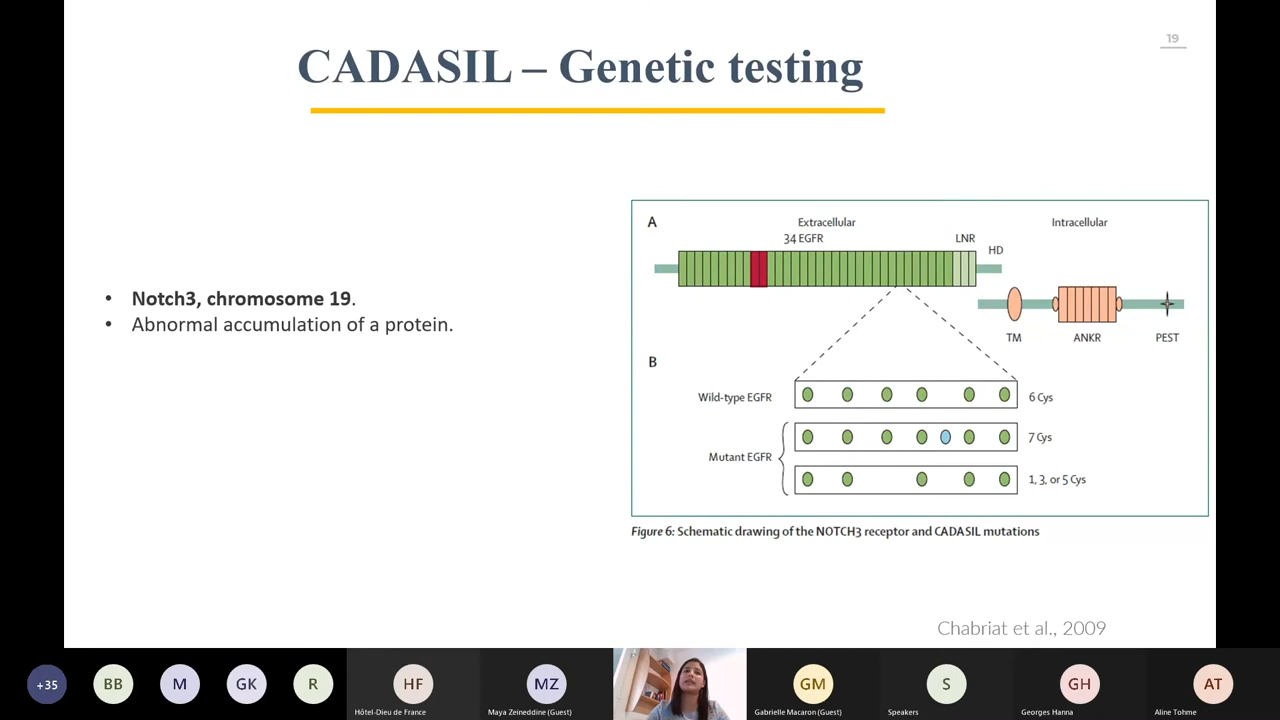 19
CADASIL – Genetic testing
• Notch3, chromosome 19.
• Abnormal accumulation of a protein.
A
Extracellular
Intracellular
34 EGFR
LNR
HD
TM
ANKR
PEST
B
Wild-type EGFR
6 Cys
7 Cys
Mutant EGFR
1, 3, or 5 Cys
Figure 6: Schematic drawing of the NOTCH3 receptor and CADASIL mutations
Chabriat et al., 2009
+35
BB
M
GK
R
HF
MZ
GM
S
GH
AT
Hôtel-Dieu de France
Maya Zeineddine (Guest)
Gabrielle Macaron (Guest)
Speakers
Georges Hanna
Aline Tohme